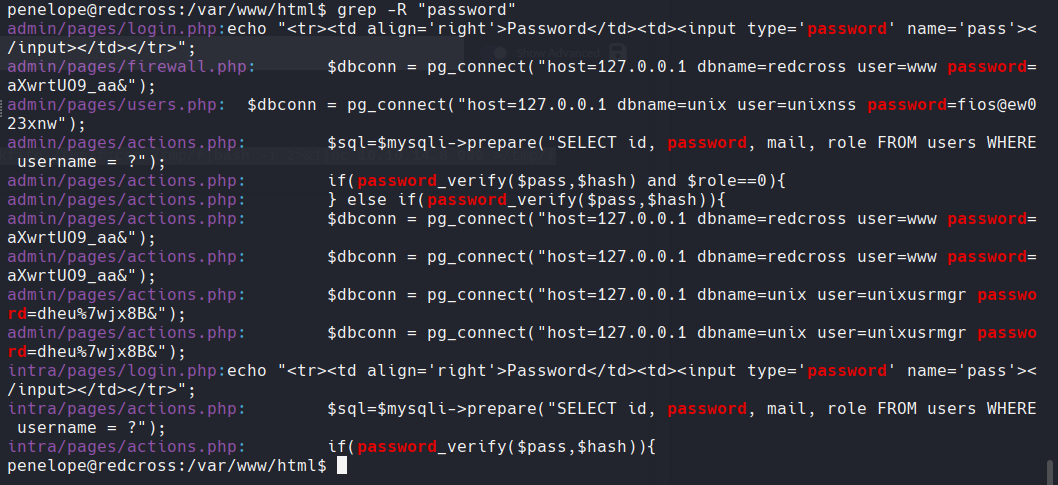 penelope@redcross:/var/www/html$ grep -R "password"
admin/pages/login.php:echo "<tr><td align='right'>Password</td><td><input type='password' name='pass'><
/input></td></tr>";
admin/pages/firewall.php:       $dbconn = pg_connect("host=127.0.0.1 dbname=redcross user=www password=
aXwrtUO9_aa&");
admin/pages/users.php:  $dbconn = pg_connect("host=127.0.0.1 dbname=unix user=unixnss password=fios@ew0
23xnw");
admin/pages/actions.php:        $sql=$mysqli->prepare("SELECT id, password, mail, role FROM users WHERE
 username = ?");
admin/pages/actions.php:        if(password_verify($pass,$hash) and $role==0){
admin/pages/actions.php:        } else if(password_verify($pass,$hash)){
admin/pages/actions.php:        $dbconn = pg_connect("host=127.0.0.1 dbname=redcross user=www password=
aXwrtUO9_aa&");
admin/pages/actions.php:        $dbconn = pg_connect("host=127.0.0.1 dbname=redcross user=www password=
aXwrtUO9_aa&");
admin/pages/actions.php:        $dbconn = pg_connect("host=127.0.0.1 dbname=unix user=unixusrmgr passwo
rd=dheu%7wjx8B&");
admin/pages/actions.php:        $dbconn = pg_connect("host=127.0.0.1 dbname=unix user=unixusrmgr passwo
rd=dheu%7wjx8B&");
intra/pages/login.php:echo "<tr><td align='right'>Password</td><td><input type='password' name='pass'><
/input></td></tr>";
intra/pages/actions.php:        $sql=$mysqli->prepare("SELECT id, password, mail, role FROM users WHERE
 username = ?");
intra/pages/actions.php:        if(password_verify($pass,$hash)){
penelope@redcross:/var/www/html$
Show Advanced